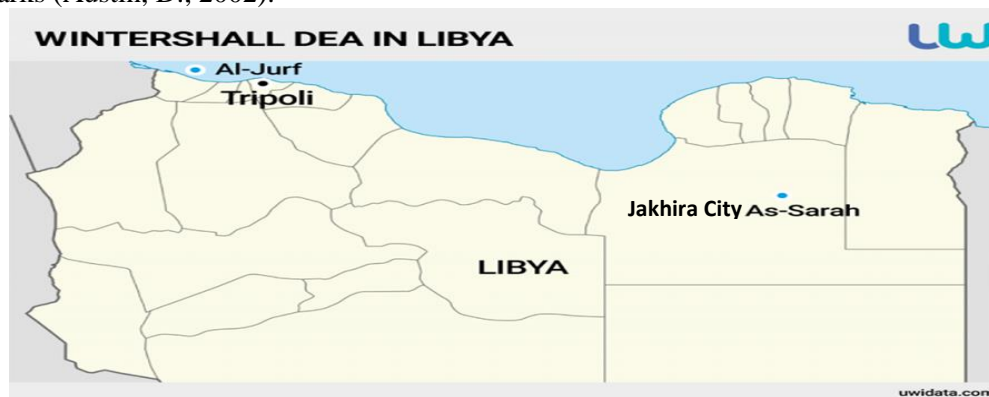 WINTERSHALL DEA IN LIBYA
Al-Jurf
Tripoli
Jakhira City As-Sarah
LIBYA
uwidata.com